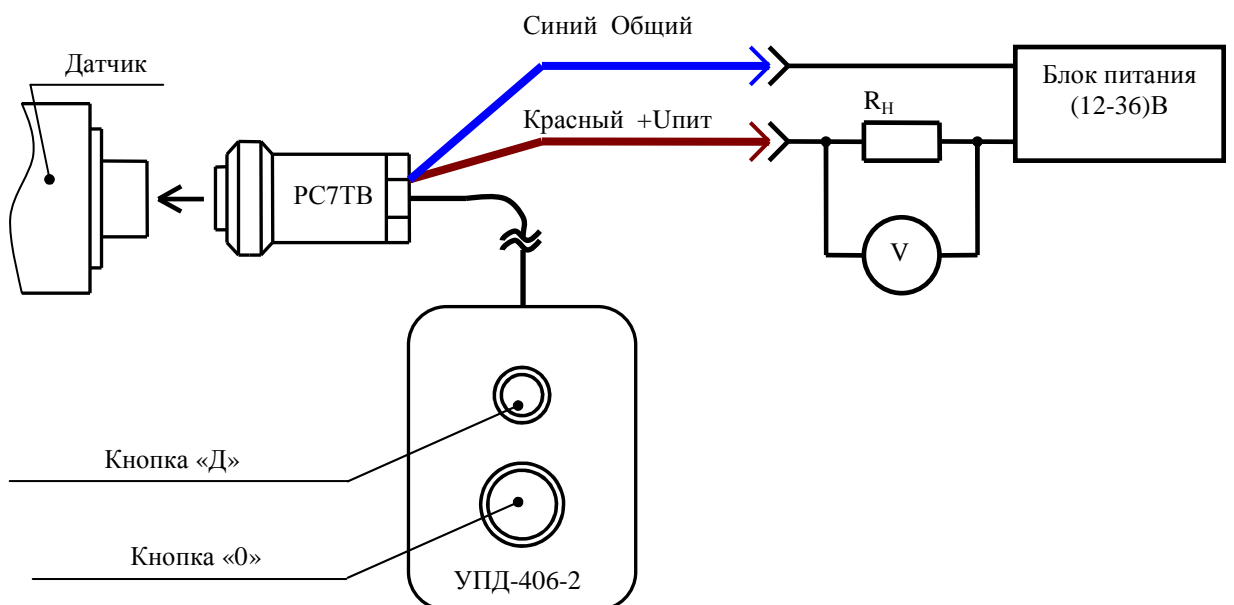 Синий Общий
Датчик
Блок питания
(12-36)В
Rн
Красный +Uпит
РС7ТВ
V
Кнопка «Д»
Кнопка «0»
УПД-406-2